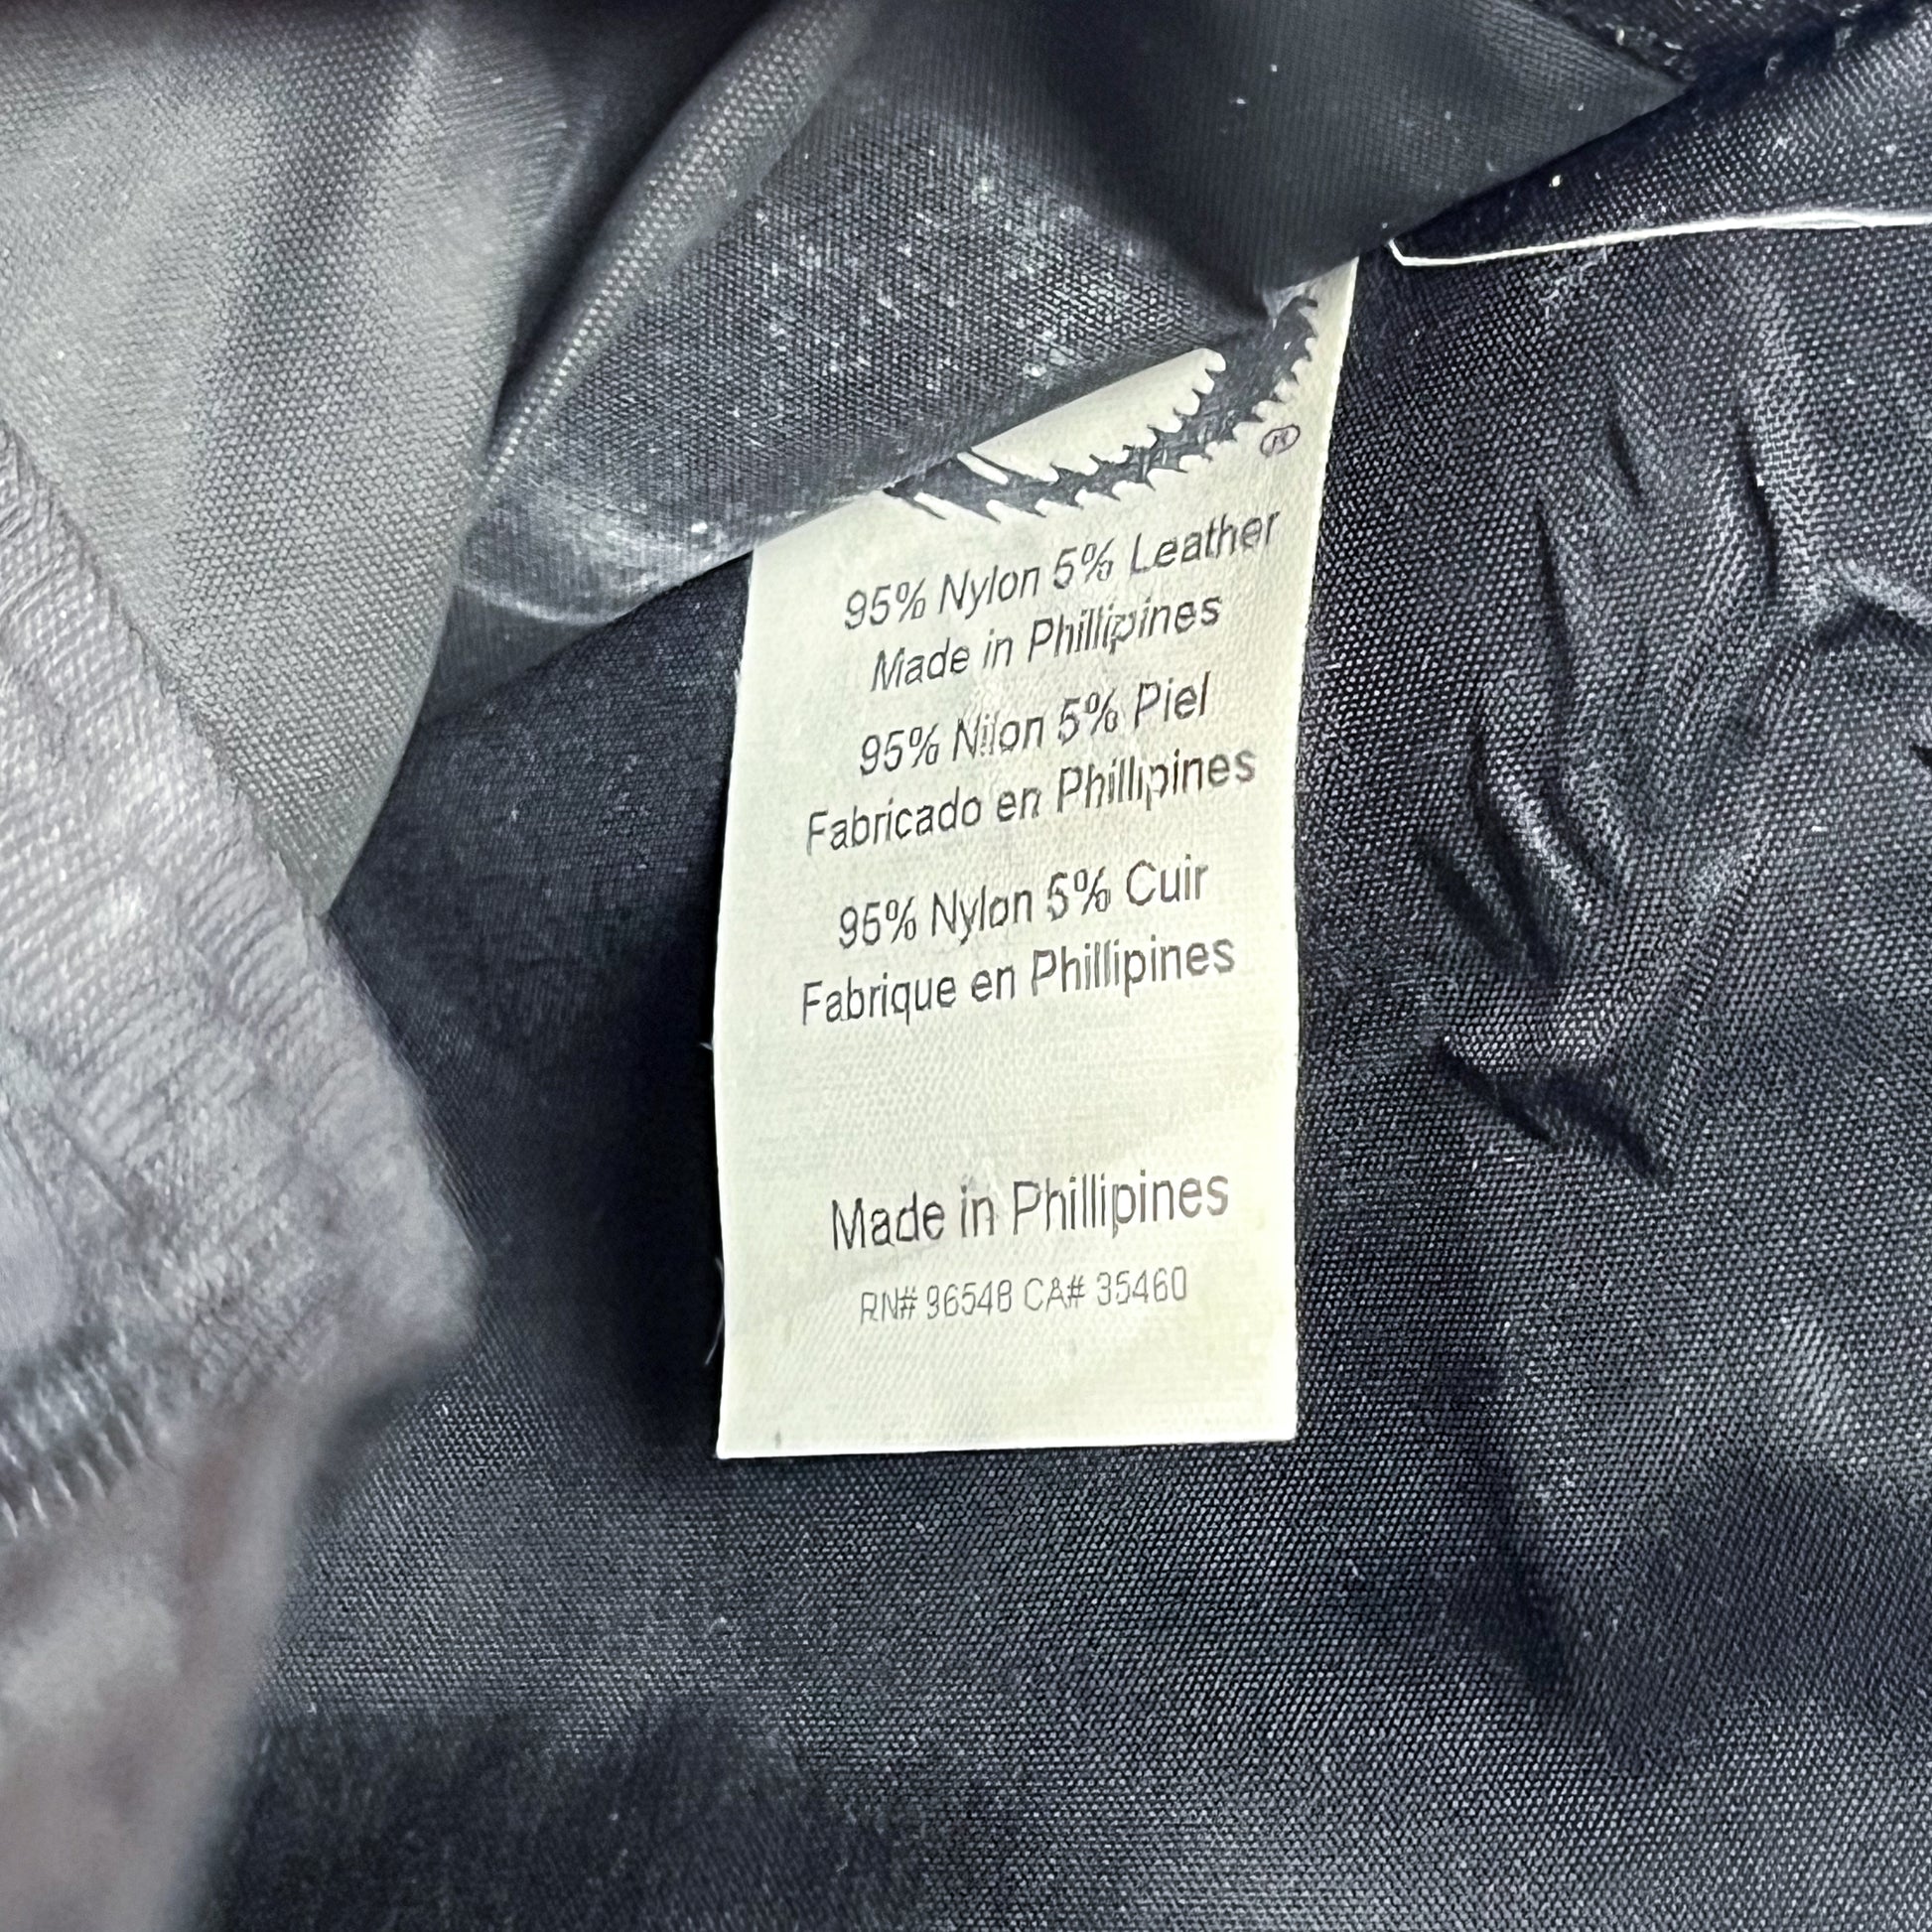 ®
95% Nylon 5% Leather
Made in Phillipines
95% Nilon 5% Piel
Fabricado en Phillipines
95% Nylon 5% Cuir
Fabrique en Phillipines
Made in Phillipines
RN# 96548 CA# 35460